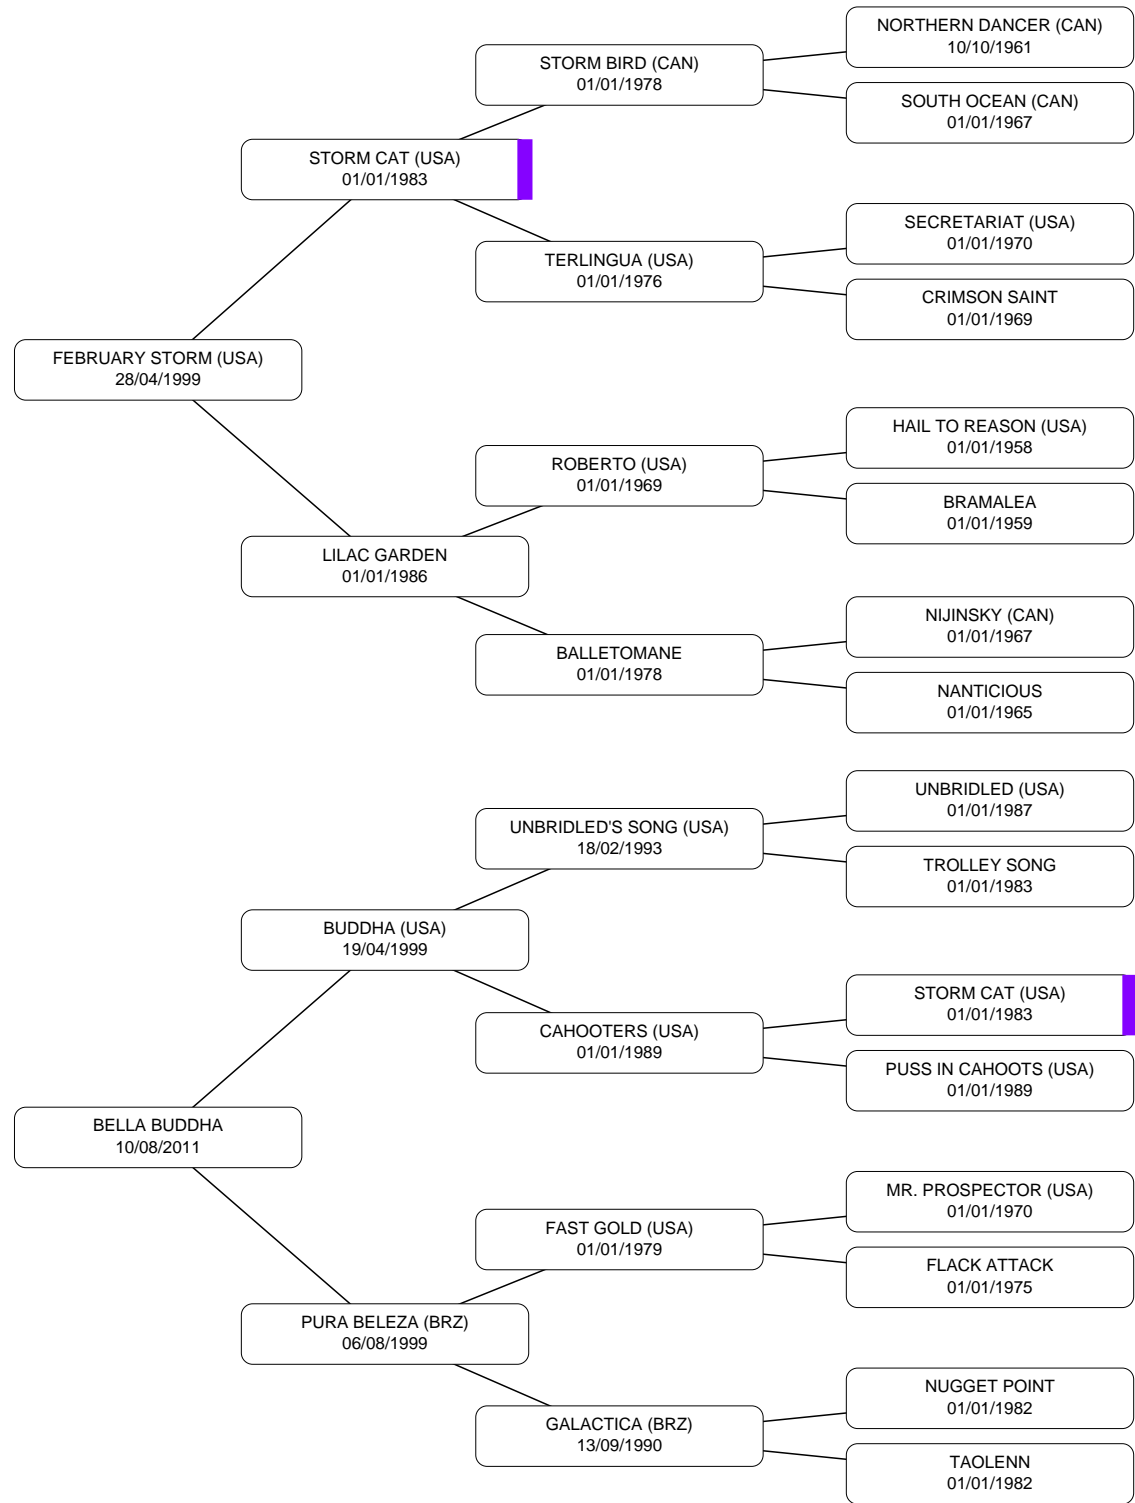 NORTHERN DANCER (CAN)
10/10/1961
STORM BIRD (CAN)
01/01/1978
SOUTH OCEAN (CAN)
01/01/1967
STORM CAT (USA)
01/01/1983
SECRETARIAT (USA)
01/01/1970
TERLINGUA (USA)
01/01/1976
CRIMSON SAINT
01/01/1969
FEBRUARY STORM (USA)
28/04/1999
HAIL TO REASON (USA)
01/01/1958
ROBERTO (USA)
01/01/1969
BRAMALEA
01/01/1959
LILAC GARDEN
01/01/1986
NIJINSKY (CAN)
01/01/1967
BALLETOMANE
01/01/1978
NANTICIOUS
01/01/1965
UNBRIDLED (USA)
01/01/1987
UNBRIDLED'S SONG (USA)
18/02/1993
TROLLEY SONG
01/01/1983
BUDDHA (USA)
19/04/1999
STORM CAT (USA)
01/01/1983
CAHOOTERS (USA)
01/01/1989
PUSS IN CAHOOTS (USA)
01/01/1989
BELLA BUDDHA
10/08/2011
MR. PROSPECTOR (USA)
01/01/1970
FAST GOLD (USA)
01/01/1979
FLACK ATTACK
01/01/1975
PURA BELEZA (BRZ)
06/08/1999
NUGGET POINT
01/01/1982
GALACTICA (BRZ)
13/09/1990
TAOLENN
01/01/1982